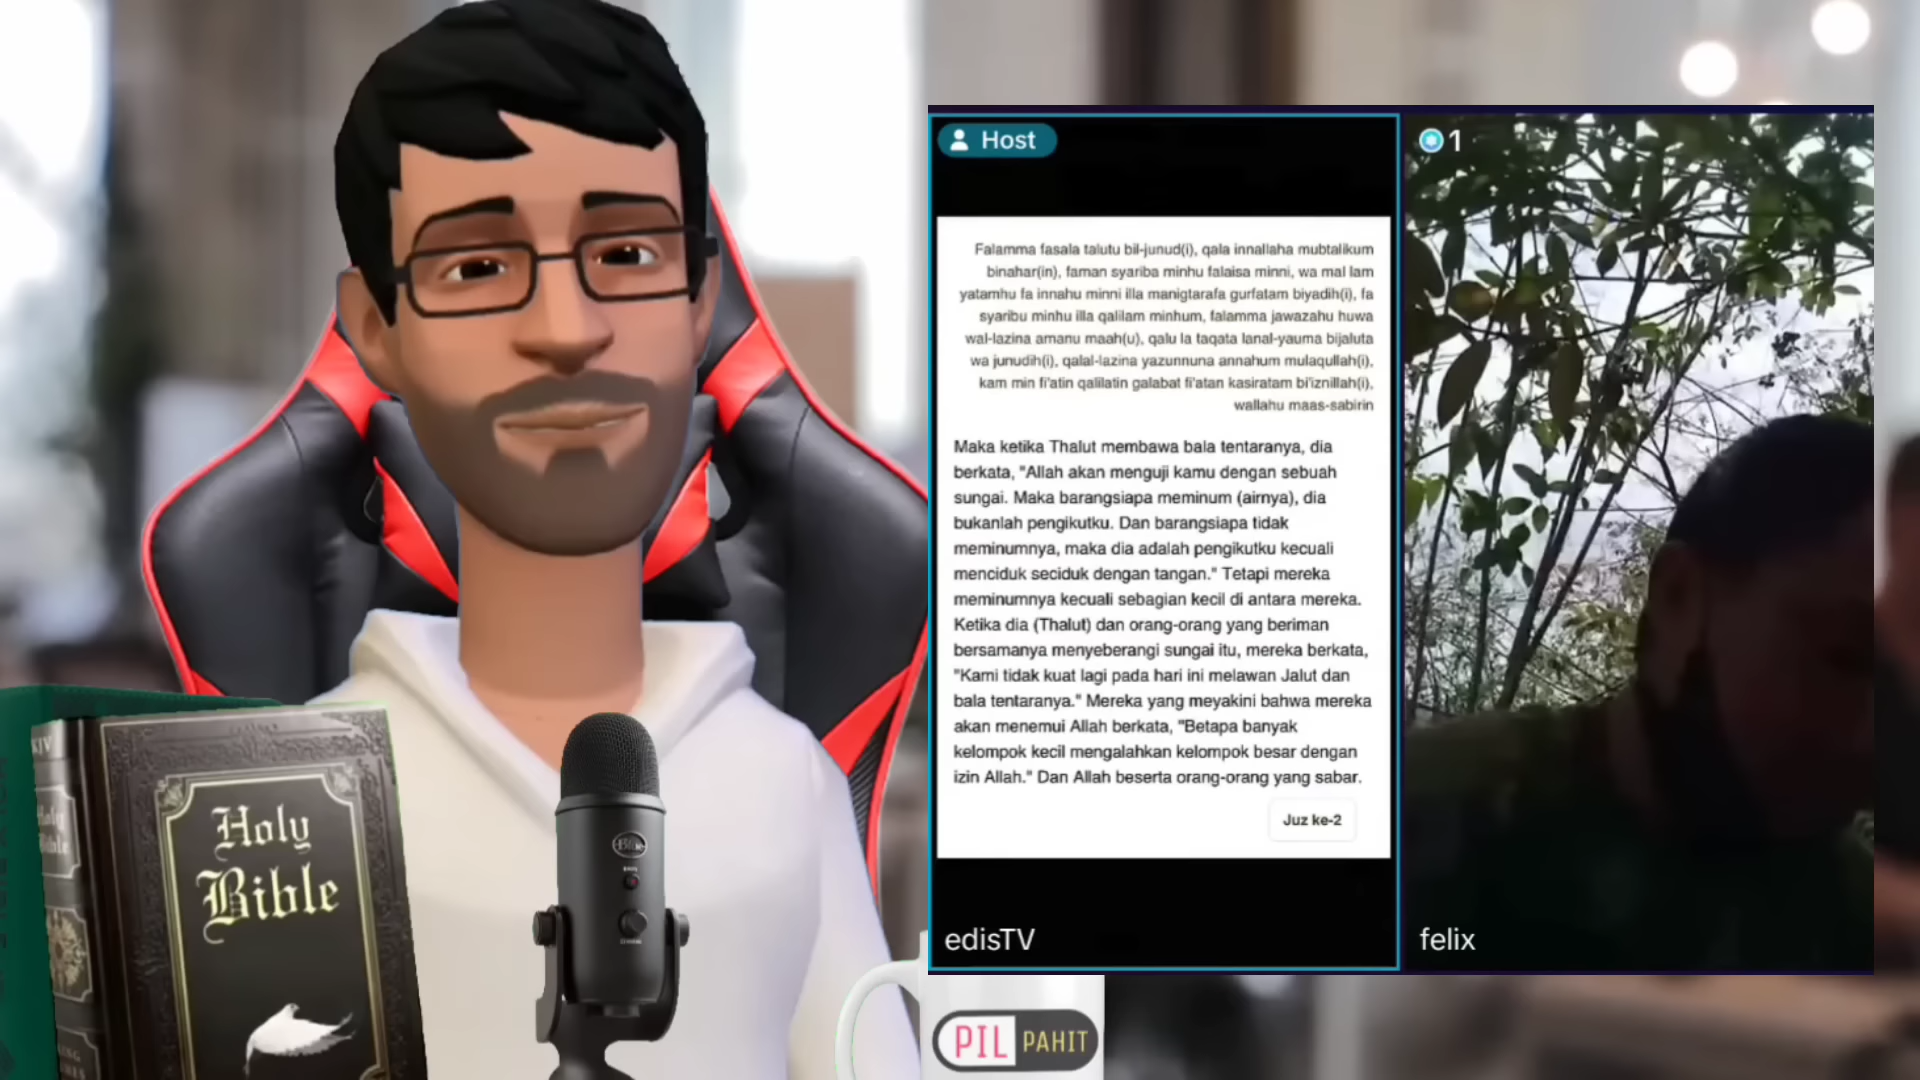 Host
1
Falamma fasala talutu bil-junud(i), qala innallaha mubtalikum
binahar(in), faman syariba minhu falaisa minni, wa mal lam
yatamhu fa innahu minni illa manigtarafa gurfatam biyadih(i), fa
syaribu minhu illa qalilam minhum, falamma jawazahu huwa
wal-lazina amanu maah(u), qalu la taqata lanal-yauma bijaluta
wa junudih(i), qalal-lazina yazunnuna annahum mulaqullah(i),
kam min fi'atin qalilatin galabat fi'atan kasiratam bi'iznillah(i),
wallahu maas-sabirin
Maka ketika Thalut membawa bala tentaranya, dia
berkata, "Allah akan menguji kamu dengan sebuah
sungai. Maka barangsiapa meminum (airnya), dia
bukanlah pengikutku. Dan barangsiapa tidak
meminumnya, maka dia adalah pengikutku kecuali
menciduk seciduk dengan tangan." Tetapi mereka
meminumnya kecuali sebagian kecil di antara mereka.
Ketika dia (Thalut) dan orang-orang yang beriman
bersamanya menyeberangi sungai itu, mereka berkata,
"Kami tidak kuat lagi pada hari ini melawan Jalut dan
bala tentaranya." Mereka yang meyakini bahwa mereka
akan menemui Allah berkata, "Betapa banyak
kelompok kecil mengalahkan kelompok besar dengan
izin Allah." Dan Allah beserta orang-orang yang sabar.
Juz ke-2
edisTV
felix
KJV
Holy
Bible
Holy
Bible
Blue
PIL PAHIT